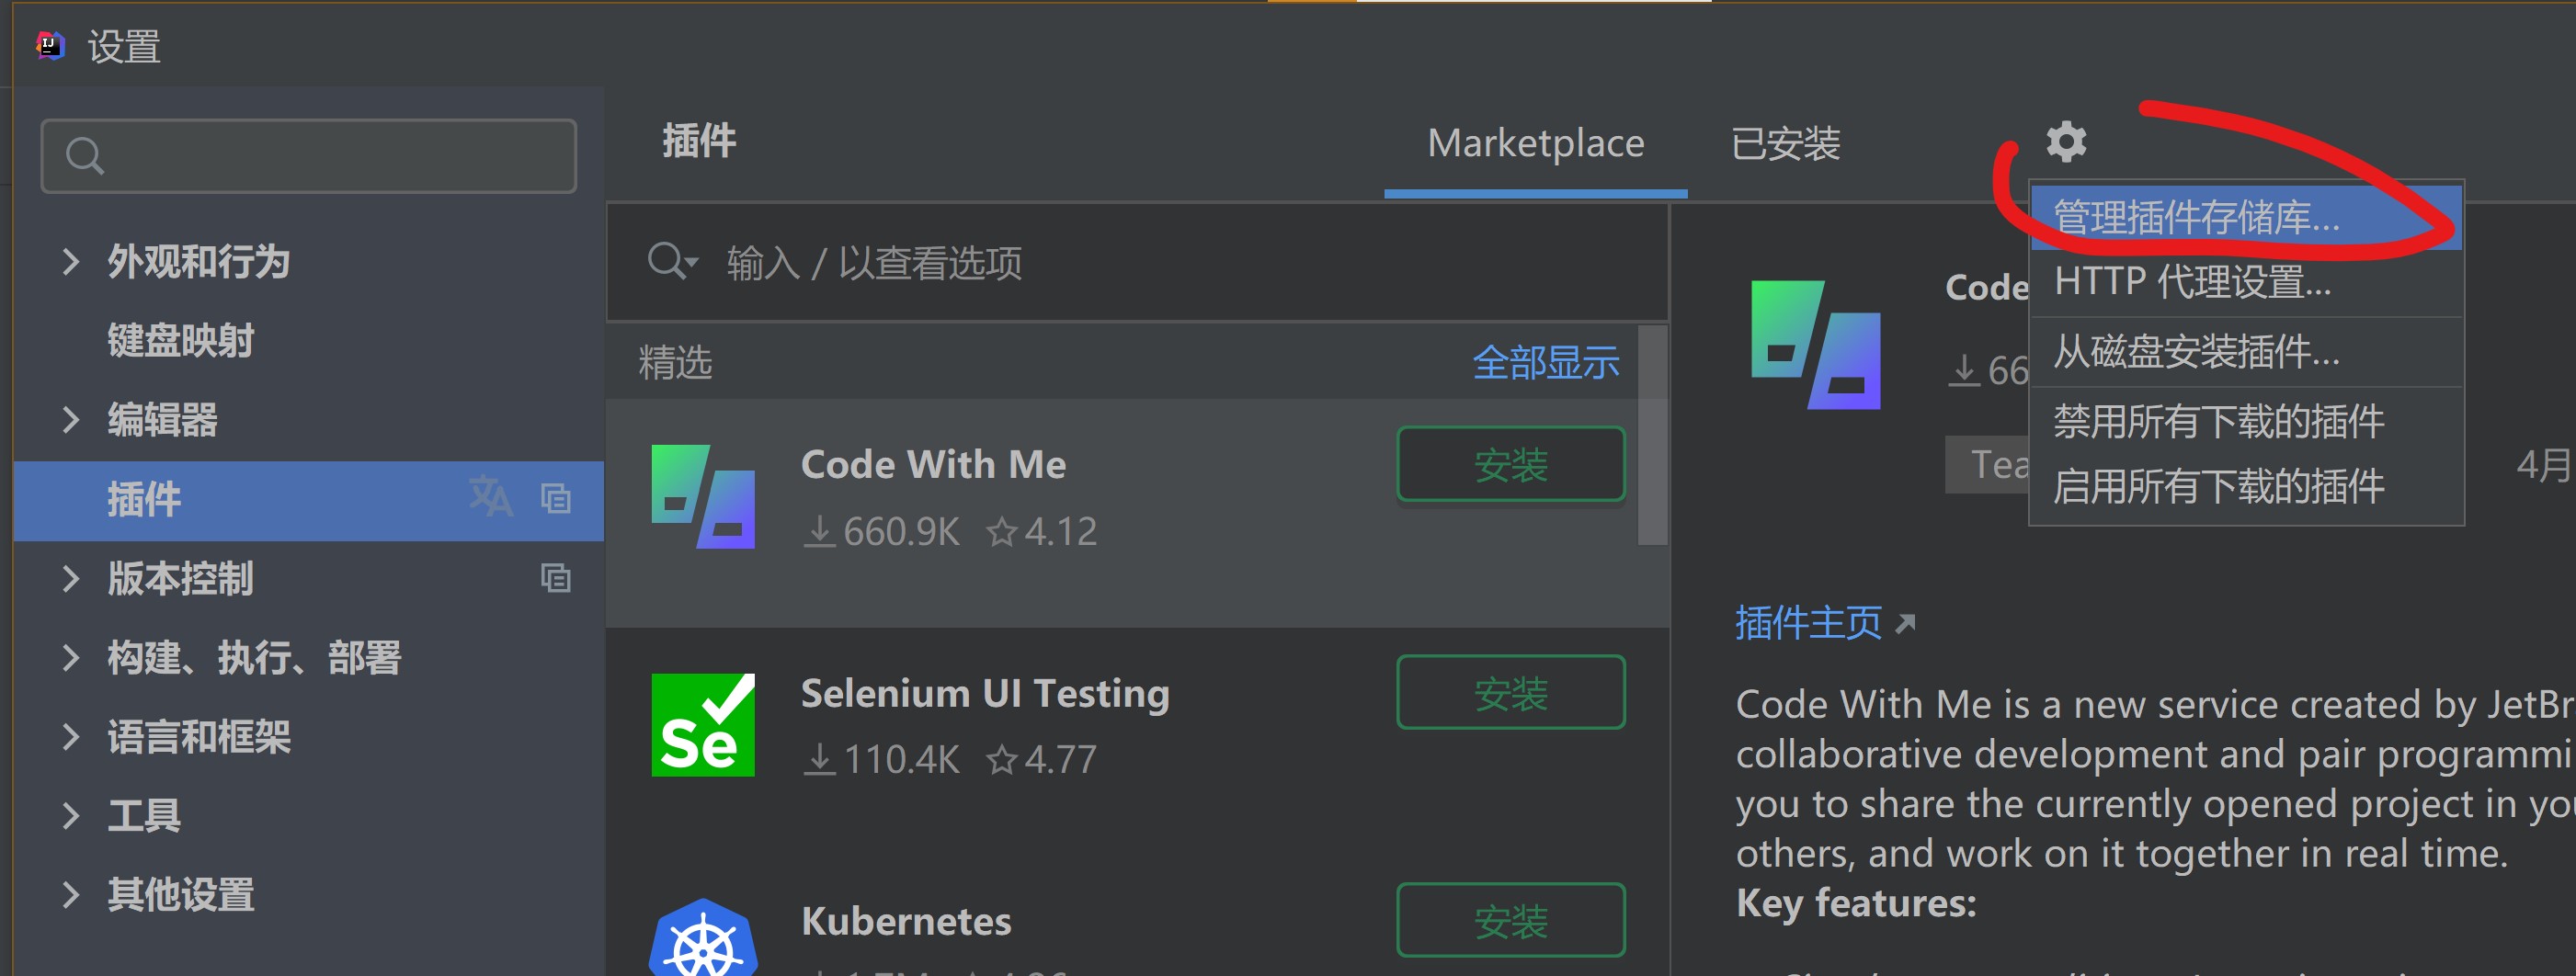 设置
插件
Marketplace
已安装
外观和行为
键盘映射
编辑器
插件
版本控制
构建、执行、部署
语言和框架
工具
其他设置
输入 / 以查看选项
精选
全部显示
Code With Me
安装
660.9K
4.12
Selenium UI Testing
安装
110.4K
4.77
Kubernetes
安装
管理插件存储库...
HTTP 代理设置...
从磁盘安装插件...
禁用所有下载的插件
启用所有下载的插件
Code
66
Tea
4月
插件主页
Code With Me is a new service created by JetBr
collaborative development and pair programmi
you to share the currently opened project in you
others, and work on it together in real time.
Key features: